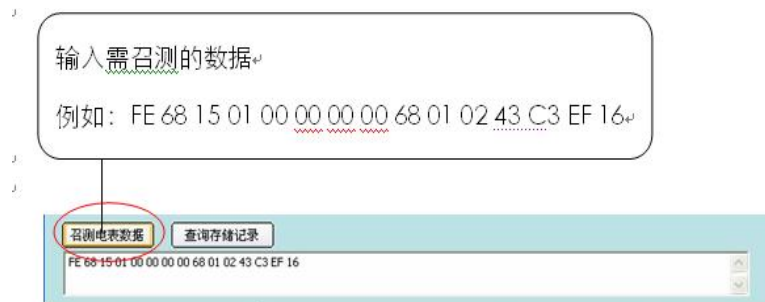 输入需召测的数据
例如：FE 68 15 01 00 00 00 00 68 01 02 43 C3 EF 16
召测电表数据 查询存储记录
FE 68 15 01 00 00 00 00 68 01 02 43 C3 EF 16